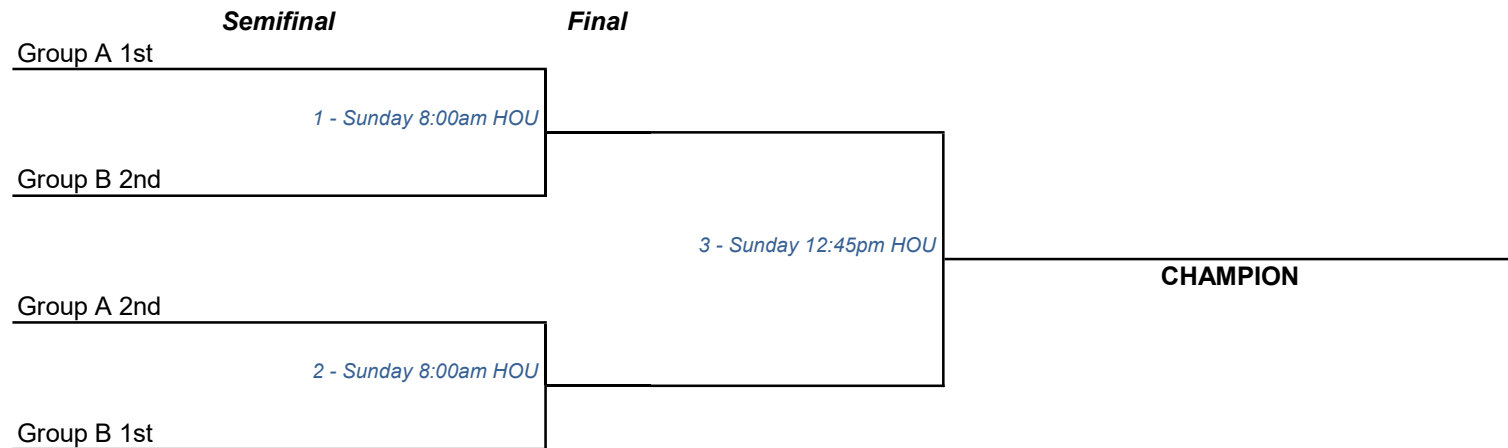 Semifinal Final
Group A 1st
1 - Sunday 8:00am HOU
Group B 2nd
3 - Sunday 12:45pm HOU
CHAMPION
Group A 2nd
2 - Sunday 8:00am HOU
Group B 1st